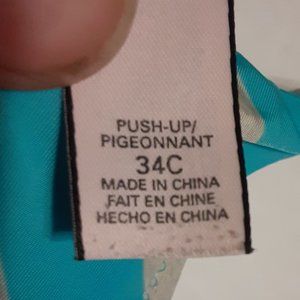 PUSH-UP/
PIGEONNANT
34C
MADE IN CHINA
FAIT EN CHINE
HECHO EN CHINA